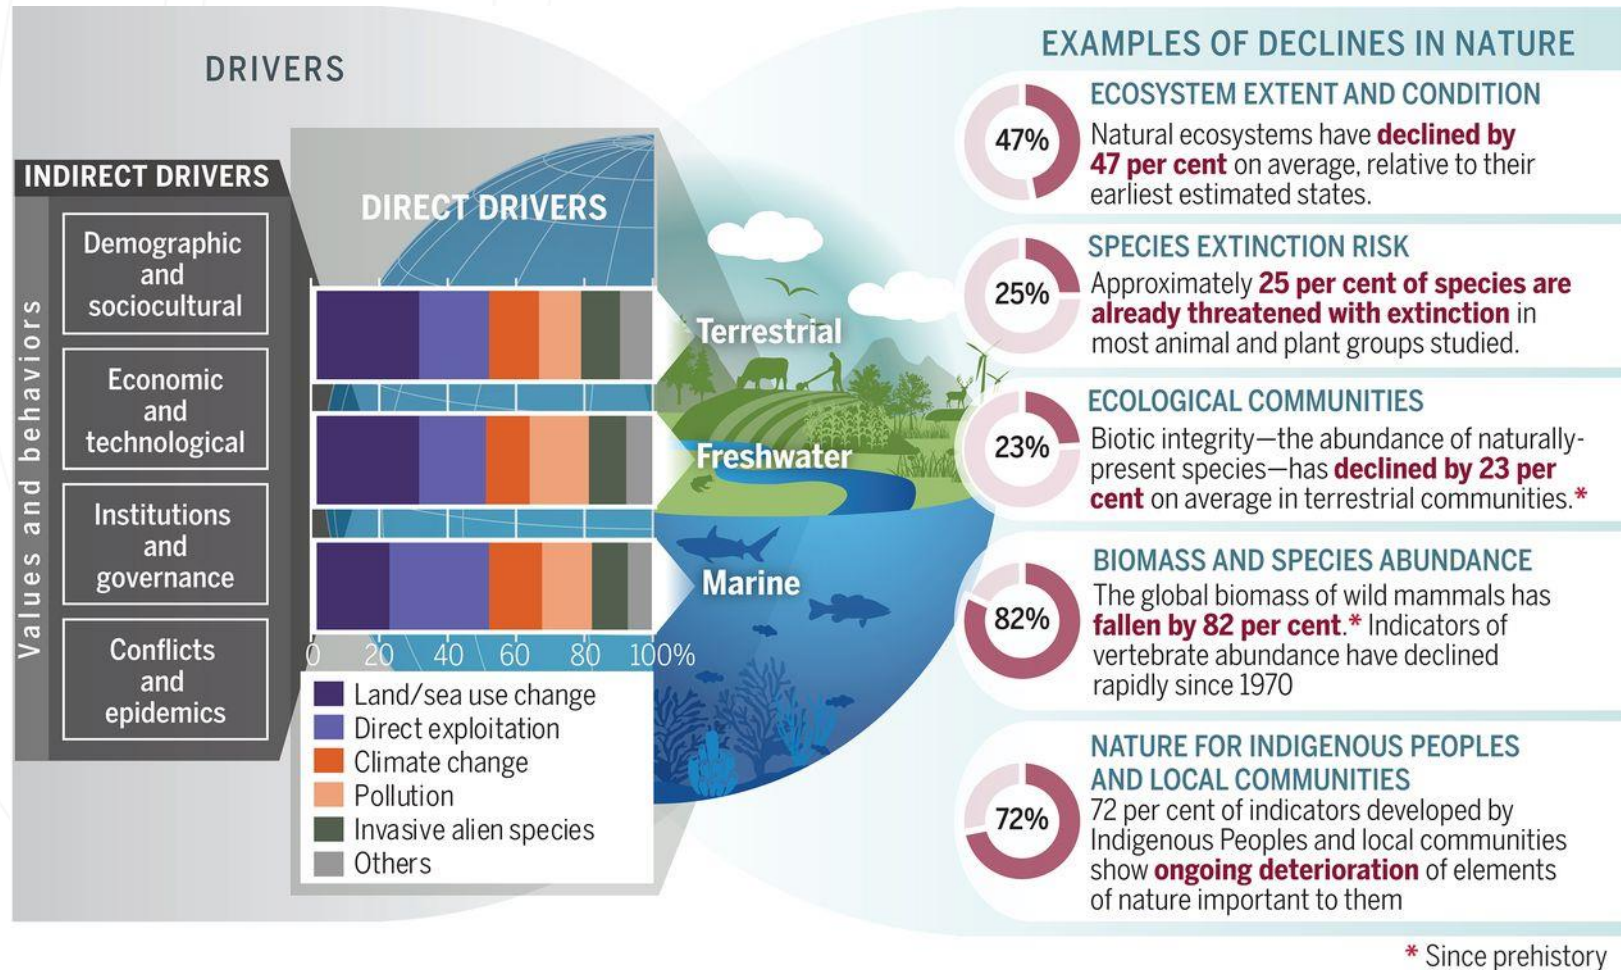 DRIVERS
INDIRECT DRIVERS
Values and behaviors
Demographic
and
sociocultural
Economic
and
technological
Institutions
and
governance
Conflicts
and
epidemics
DIRECT DRIVERS
Terrestrial
Freshwater
Marine
0 20 40 60 80 100%
Land/sea use change
Direct exploitation
Climate change
Pollution
Invasive alien species
Others
EXAMPLES OF DECLINES IN NATURE
47%
ECOSYSTEM EXTENT AND CONDITION
Natural ecosystems have declined by
47 per cent on average, relative to their
earliest estimated states.
25%
SPECIES EXTINCTION RISK
Approximately 25 per cent of species are
already threatened with extinction in
most animal and plant groups studied.
23%
ECOLOGICAL COMMUNITIES
Biotic integrity—the abundance of naturally-
present species—has declined by 23 per
cent on average in terrestrial communities.*
82%
BIOMASS AND SPECIES ABUNDANCE
The global biomass of wild mammals has
fallen by 82 per cent.* Indicators of
vertebrate abundance have declined
rapidly since 1970
72%
NATURE FOR INDIGENOUS PEOPLES
AND LOCAL COMMUNITIES
72 per cent of indicators developed by
Indigenous Peoples and local communities
show ongoing deterioration of elements
of nature important to them
* Since prehistory